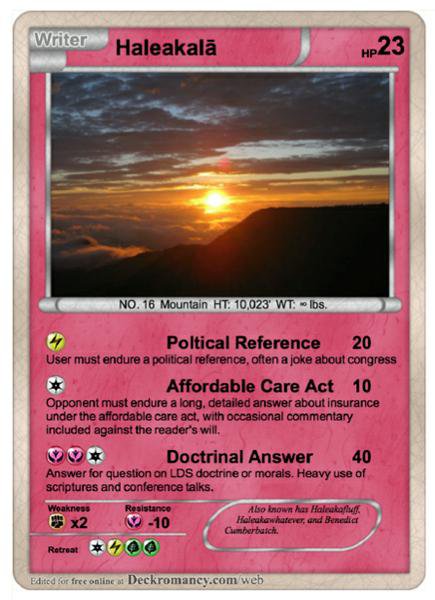 Writer
Haleakalā
HP23
NO. 16 Mountain HT: 10,023' WT: ∞ lbs.
Poltical Reference 20
User must endure a political reference, often a joke about congress
Affordable Care Act 10
Opponent must endure a long, detailed answer about insurance
under the affordable care act, with occasional commentary
included against the reader's will.
Doctrinal Answer 40
Answer for question on LDS doctrine or morals. Heavy use of
scriptures and conference talks.
Weakness
x2
Resistance
-10
Also known has Haleakafluff,
Haleakawhatever, and Benedict
Cumberbatch.
Retreat
Edited for free online at Deckromancy.com/web